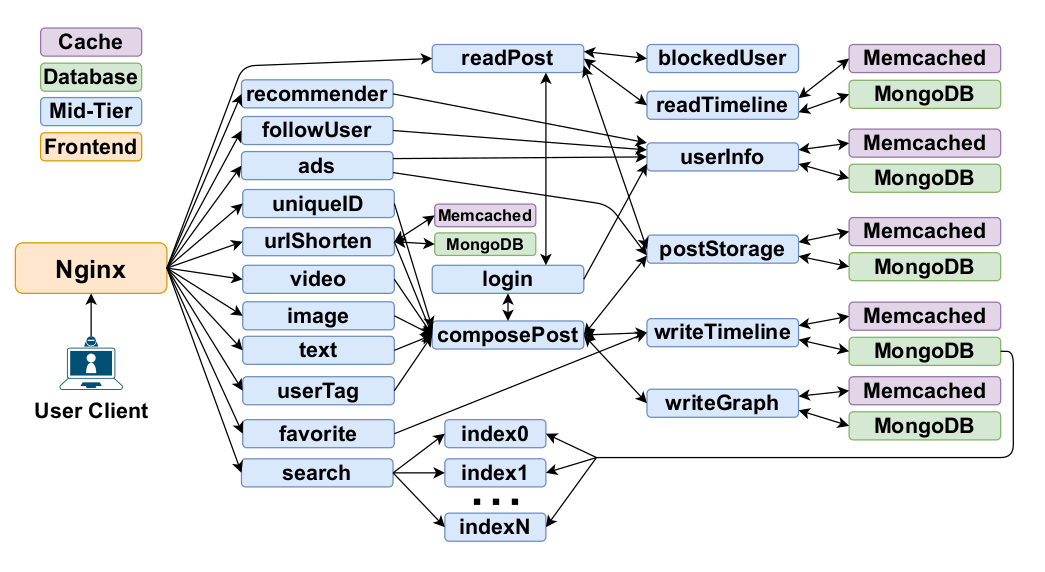 Cache
Database
Mid-Tier
Frontend
Nginx
User Client
readPost
recommender
followUser
ads
uniqueID
urlShorten
video
image
text
userTag
favorite
search
Memcached
MongoDB
login
composePost
index0
index1
...
indexN
blockedUser
readTimeline
userInfo
postStorage
writeTimeline
writeGraph
Memcached
MongoDB
Memcached
MongoDB
Memcached
MongoDB
Memcached
MongoDB
Memcached
MongoDB